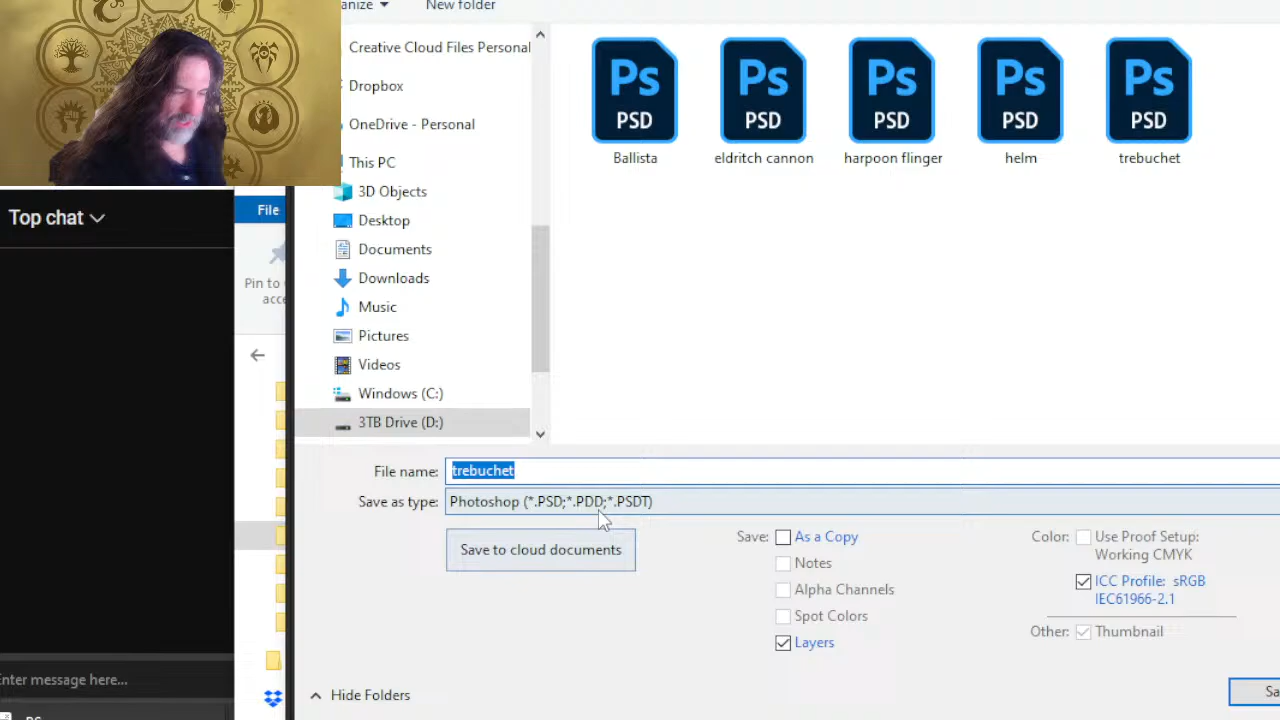 anize
New folder
Creative Cloud Files Personal
Dropbox
OneDrive - Personal
This PC
3D Objects
Desktop
Documents
Downloads
Music
Pictures
Videos
Windows (C:)
3TB Drive (D:)
Ps
PSD
Ballista
Ps
PSD
eldritch cannon
Ps
PSD
harpoon flinger
Ps
PSD
helm
Ps
PSD
trebuchet
Top chat
File
Pin to
acce
File name: trebuchet
Save as type: Photoshop (*.PSD;*.PDD;*.PSDT)
Save to cloud documents
Save: As a Copy
Notes
Alpha Channels
Spot Colors
Layers
Color: Use Proof Setup:
Working CMYK
ICC Profile: sRGB
IEC61966-2.1
Other: Thumbnail
Hide Folders
Sa
Enter message here...